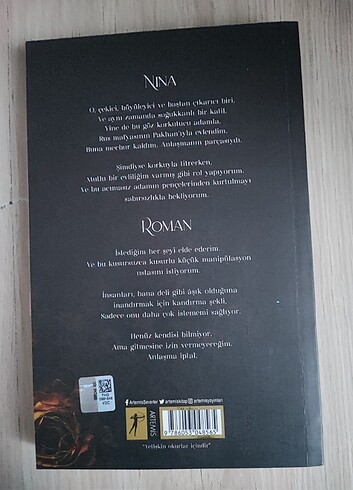 NINA
O, çekici, büyüleyici ve baştan çıkarıcı biri,
Ve aynı zamanda soğukkanlı bir katil.
Yine de bu göz korkutucu adamla,
Rus mafyasının Pakhan'ıyla evlendim.
Buna mecbur kaldım. Anlaşmanın parçasıydı.
Şimdiyse korkuyla titrerken,
Mutlu bir evliliğim varmış gibi rol yapıyorum.
Ve bu acımasız adamın pençelerinden kurtulmayı
sabırsızlıkla bekliyorum.
ROMAN
İstediğim her şeyi elde ederim.
Ve bu kusursuzca kusurlu küçük manipülasyon
ustasını istiyorum.
İnsanları, bana deli gibi âşık olduğuna
inandırmak için kandırma şekli,
Sadece onu daha çok istememi sağlıyor.
Henüz kendisi bilmiyor.
Ama gitmesine izin vermeyeceğim.
Anlaşma iptal.
ArtemisSeverler artemiskitap artemisyayinlari
ARTEMİS
9 786053 048565
"Yetişkin okurlar içindir"